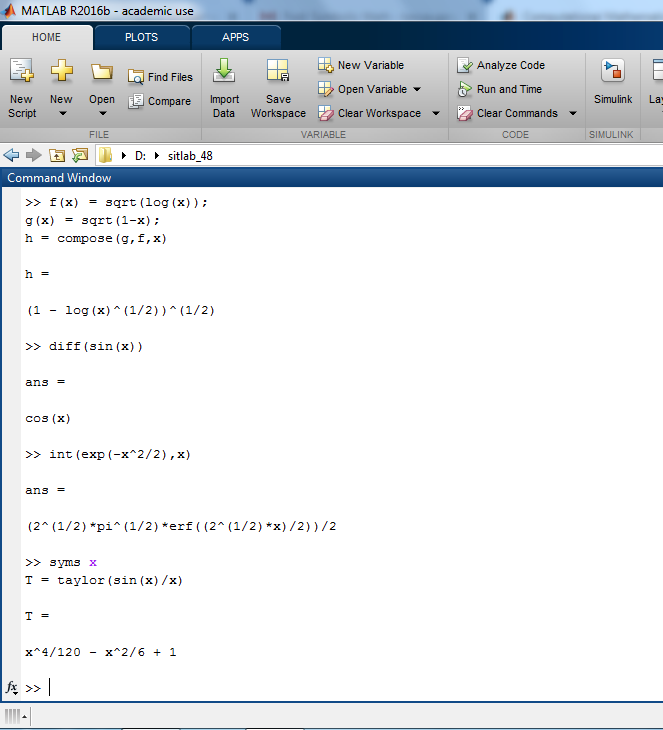 MATLAB R2016b - academic use
HOME PLOTS APPS
New Script
New
Open
Find Files
Compare
Import Data
Save Workspace
New Variable
Open Variable
Clear Workspace
Analyze Code
Run and Time
Clear Commands
Simulink
FILE VARIABLE CODE SIMULINK
D: sitlab_48
Command Window
>> f(x) = sqrt(log(x));
g(x) = sqrt(1-x);
h = compose(g,f,x)
h =
(1 - log(x)^(1/2))^(1/2)
>> diff(sin(x))
ans =
cos(x)
>> int(exp(-x^2/2),x)
ans =
(2^(1/2)*pi^(1/2)*erf((2^(1/2)*x)/2))/2
>> syms x
T = taylor(sin(x)/x)
T =
x^4/120 - x^2/6 + 1
fx >>